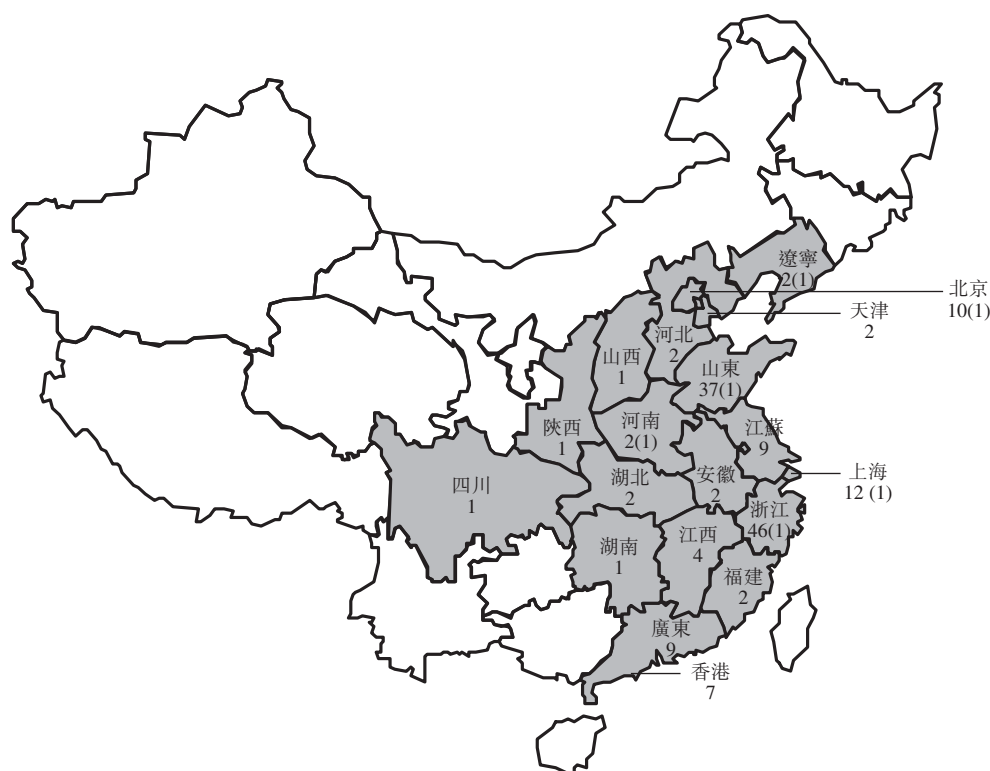 遼寧
2(1)
北京
10(1)
天津
2
河北
2
山西
1
山東
37(1)
陝西
1
河南
2(1)
江蘇
9
四川
1
湖北
2
安徽
2
上海
12 (1)
浙江
46(1)
湖南
1
江西
4
福建
2
廣東
9
香港
7